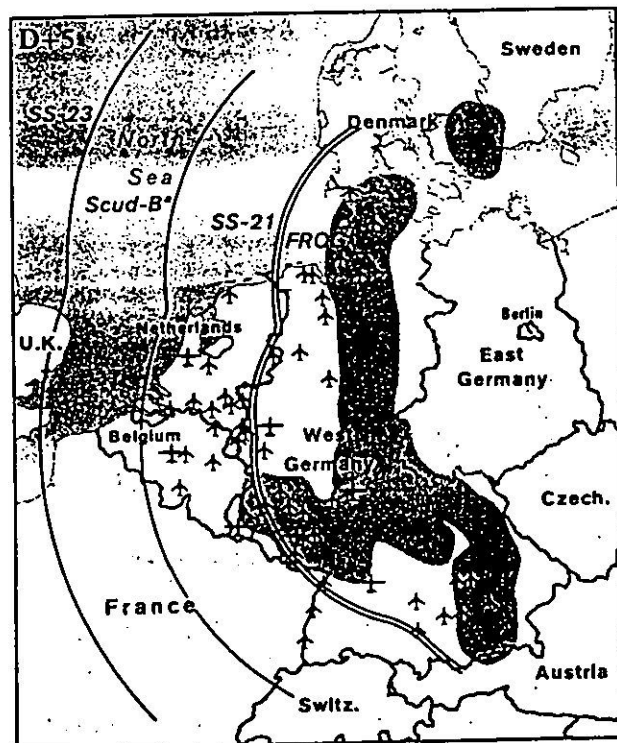 D+5
Sweden
Denmark
SS-23
North
Sea
Scud-Bª
SS-21
FROG
Netherlands
Berlin
U.K.
East
Germany
Belgium
West
Germany
Czech.
France
Austria
Switz.